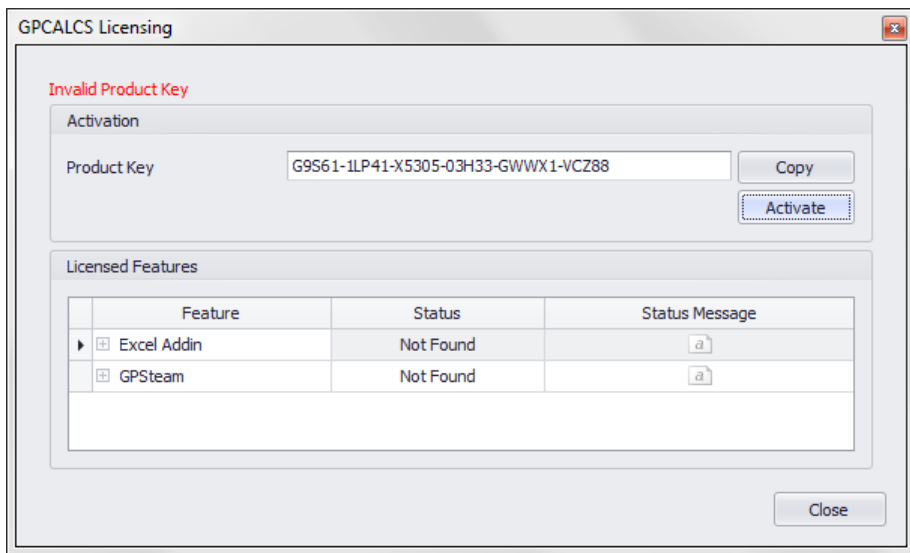 GPCALCS Licensing
Invalid Product Key
Activation
Product Key G9S61-1LP41-X5305-03H33-GWWX1-VCZ88 Copy
Activate
Licensed Features
Feature Status Status Message
Excel Addin Not Found a
GPSteam Not Found a
Close